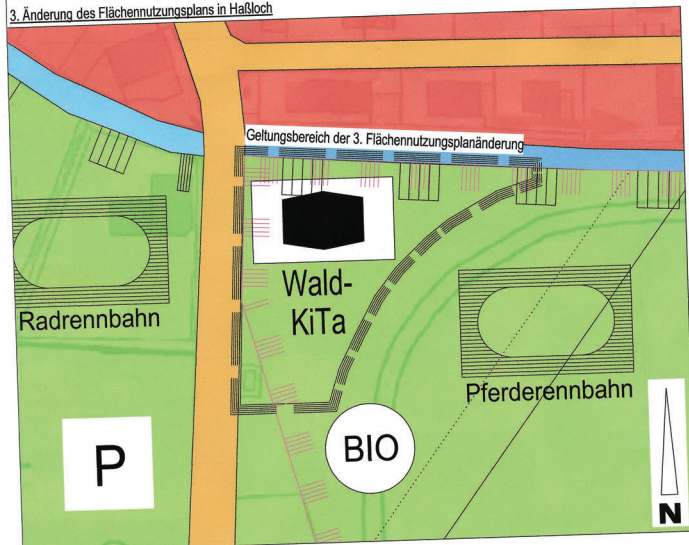 3. Änderung des Flächennutzungsplans in Haßloch
Geltungsbereich der 3. Flächennutzungsplanänderung
Wald-
KiTa
Radrennbahn
Pferderennbahn
P
BIO
N